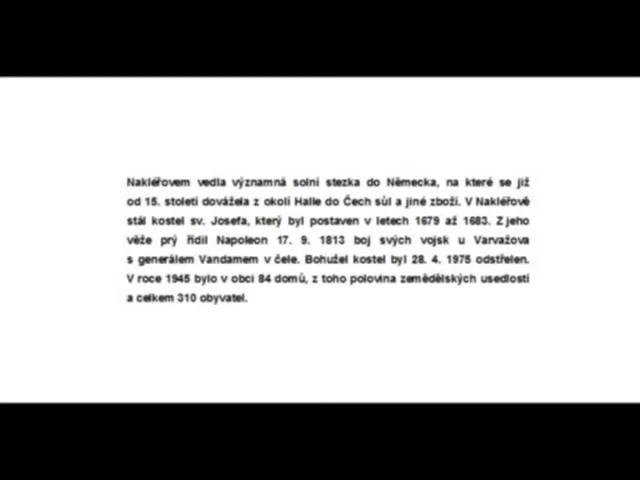 Nakléřovem vedla významná solní stezka do Německa, na které se již
od 15. století dovážela z okolí Halle do Čech sůl a jiné zboží. V Nakléřově
stál kostel sv. Josefa, který byl postaven v letech 1679 až 1683. Z jeho
věže prý řídil Napoleon 17. 9. 1813 boj svých vojsk u Varvažova
s generálem Vandamem v čele. Bohužel kostel byl 28. 4. 1975 odstřelen.
V roce 1945 bylo v obci 84 domů, z toho polovina zemědělských usedlostí
a celkem 310 obyvatel.